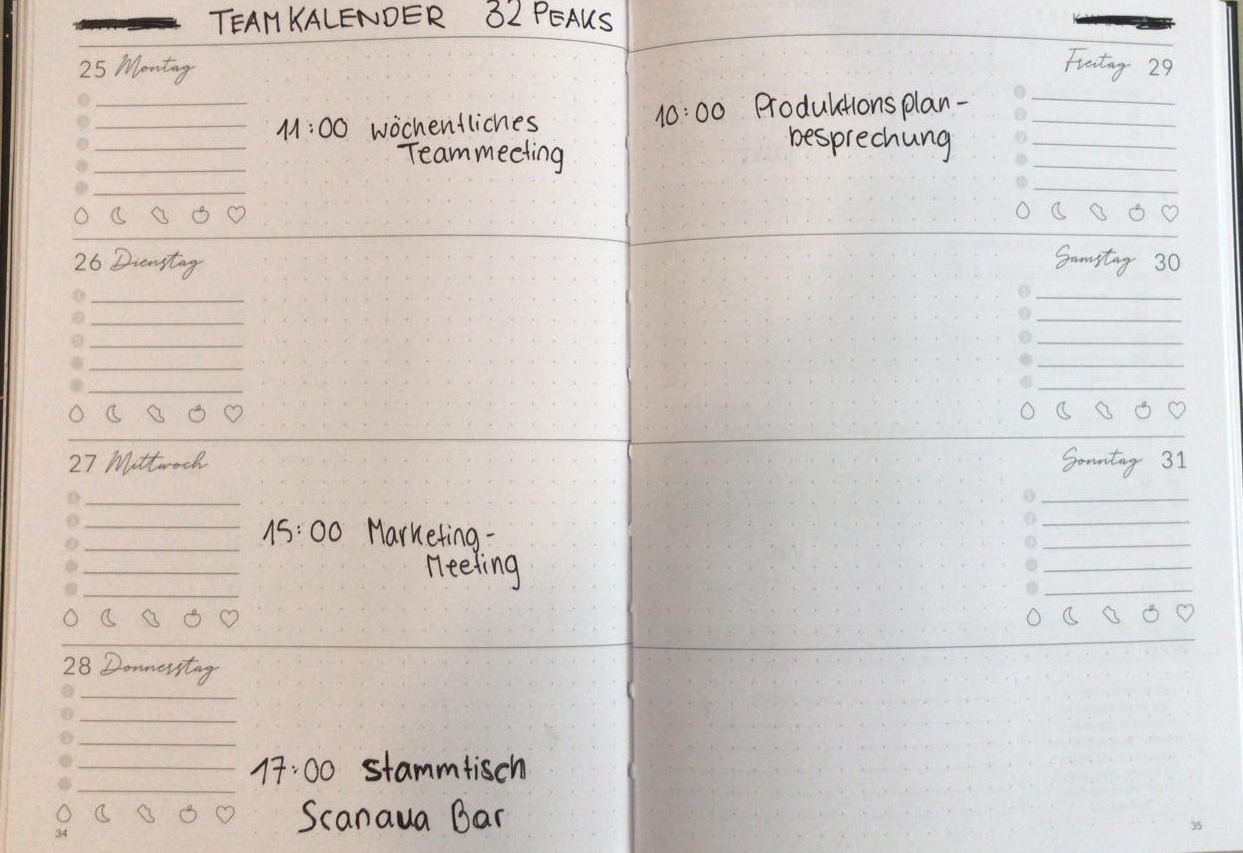 TEAMKALENDER 32 PEAKS
25 Montag
11:00 wöchentliches
Teammeeting
26 Dienstag
27 Mittwoch
15:00 Marketing-
Meeting
28 Donnerstag
17:00 Stammtisch
Scanaua Bar
34
Freitag 29
10:00 Produktionsplan-
besprechung
Samstag 30
Sonntag 31
35